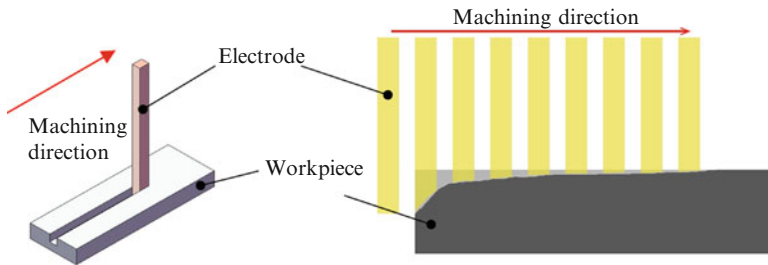 Machining direction
Electrode
Machining
direction
Workpiece